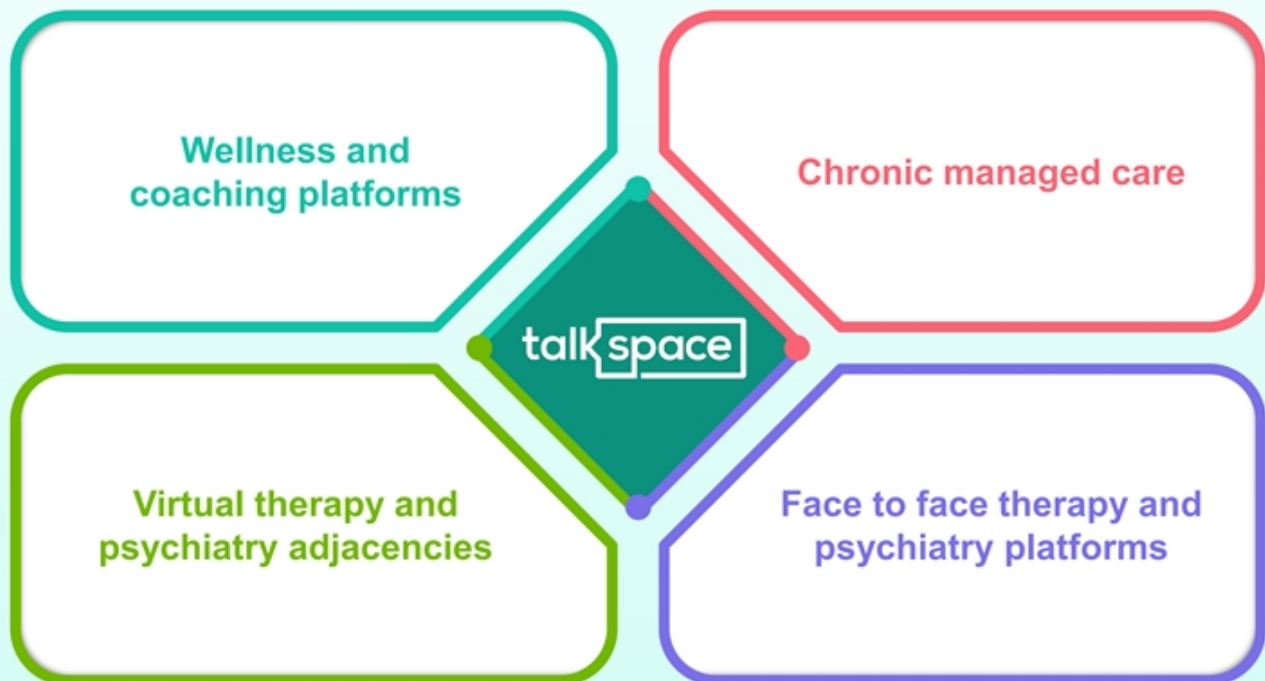 Wellness and
coaching platforms
Chronic managed care
talkspace
Virtual therapy and
psychiatry adjacencies
Face to face therapy and
psychiatry platforms